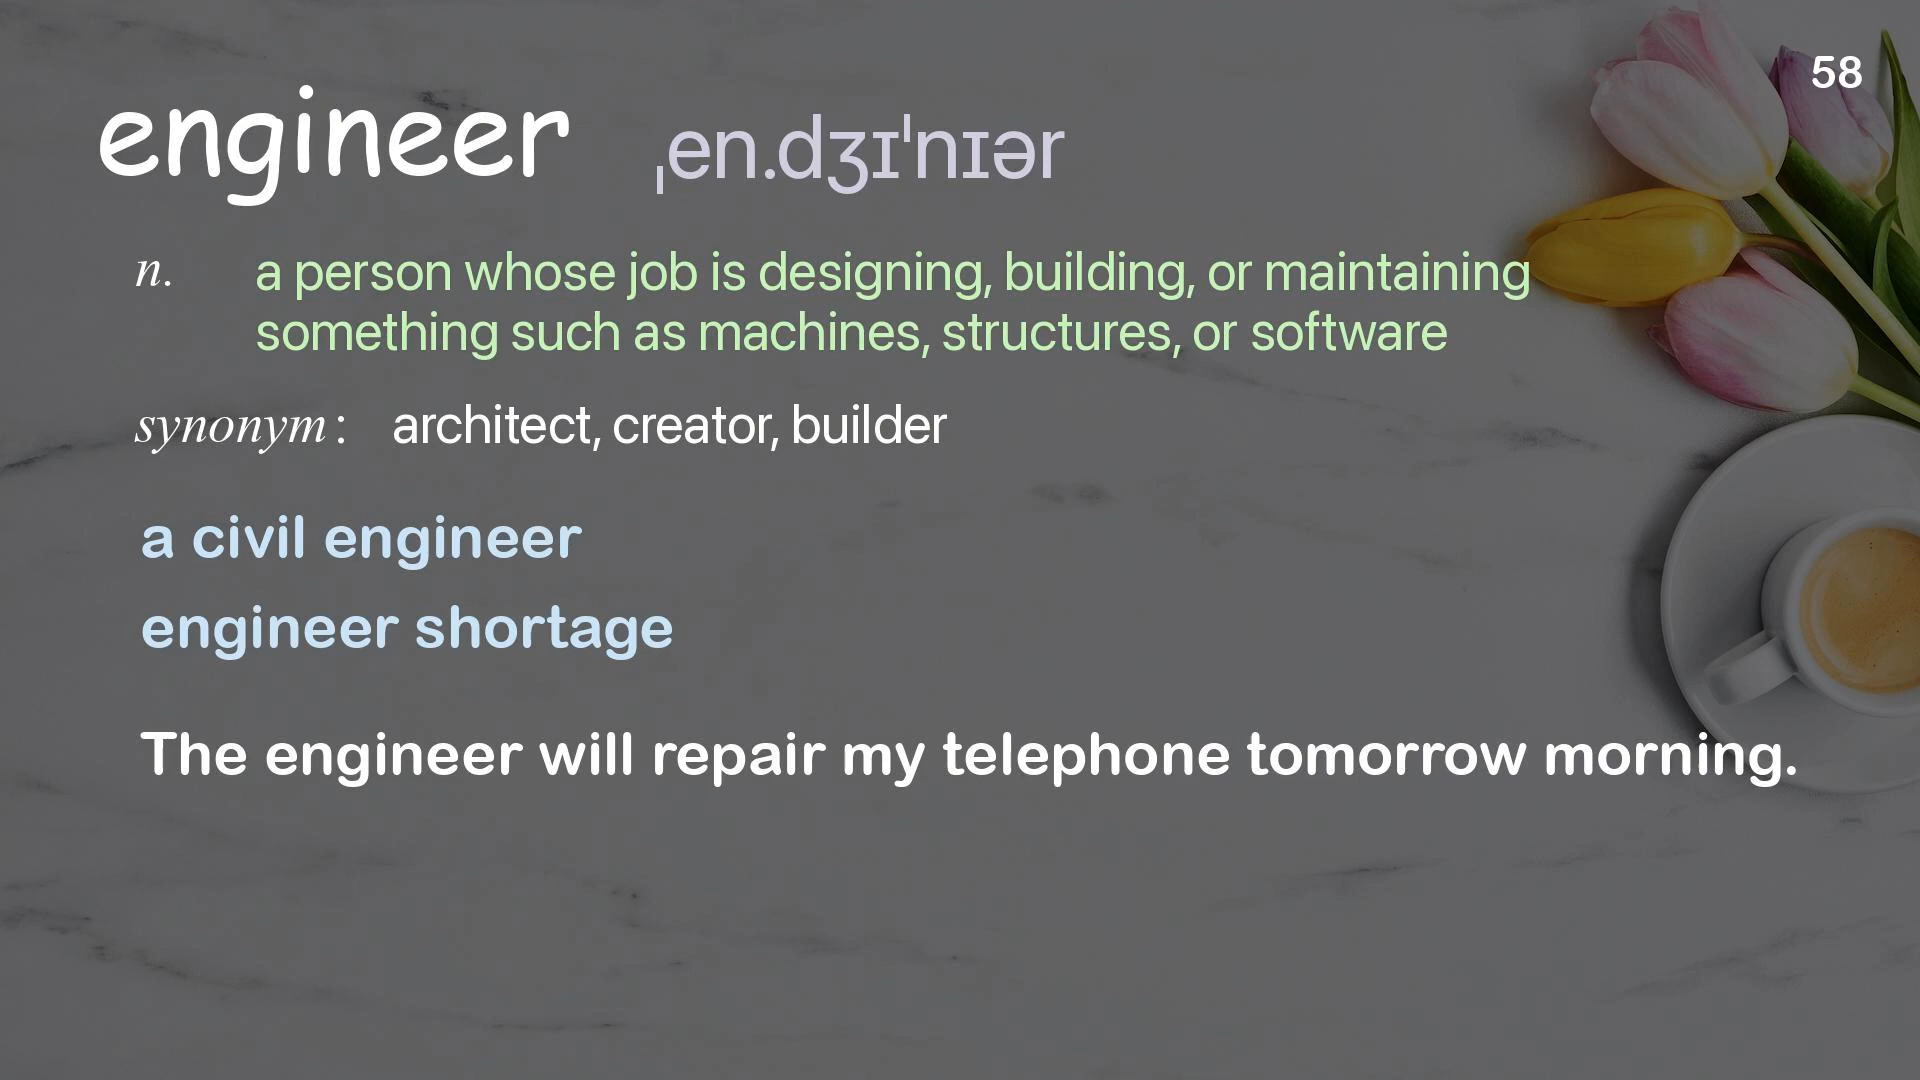 58
engineer ˌen.dʒɪˈnɪər
n. a person whose job is designing, building, or maintaining
something such as machines, structures, or software
synonym: architect, creator, builder
a civil engineer
engineer shortage
The engineer will repair my telephone tomorrow morning.